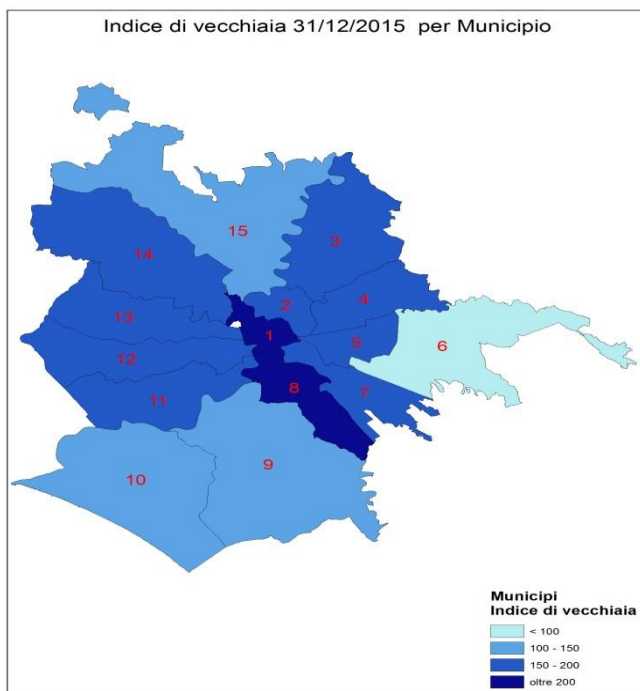 Indice di vecchiaia 31/12/2015 per Municipio
15
3
14
2
4
13
1
5
6
12
8
7
11
9
10
Municipi
Indice di vecchiaia
< 100
100 - 150
150 - 200
oltre 200